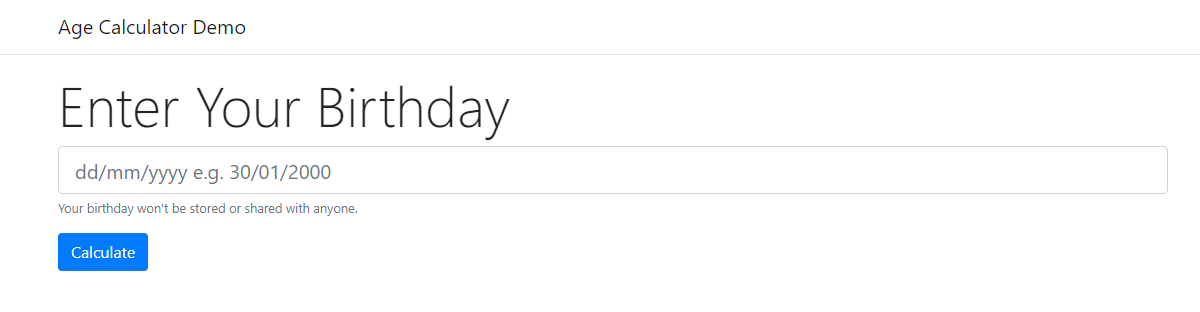 Age Calculator Demo
Enter Your Birthday
dd/mm/yyyy e.g. 30/01/2000
Your birthday won't be stored or shared with anyone.
Calculate